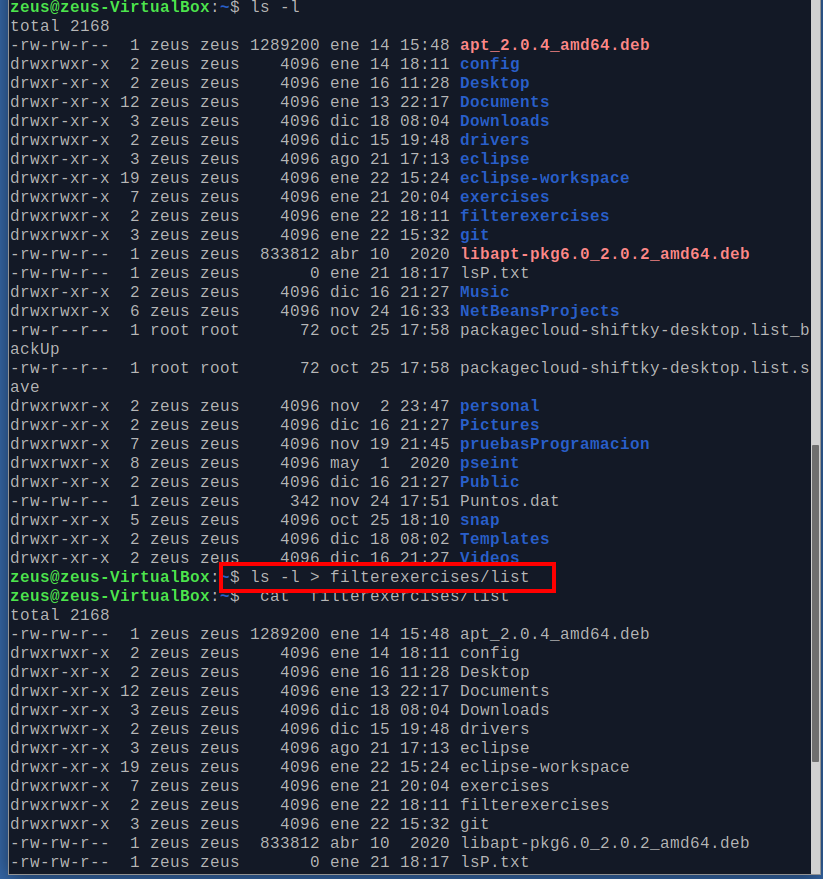 zeus@zeus-VirtualBox:~$ ls -l
total 2168
-rw-rw-r--  1 zeus zeus 1289200 ene 14 15:48 apt_2.0.4_amd64.deb
drwxrwxr-x  2 zeus zeus    4096 ene 14 18:11 config
drwxr-xr-x  2 zeus zeus    4096 ene 16 11:28 Desktop
drwxr-xr-x 12 zeus zeus    4096 ene 13 22:17 Documents
drwxr-xr-x  3 zeus zeus    4096 dic 18 08:04 Downloads
drwxrwxr-x  2 zeus zeus    4096 dic 15 19:48 drivers
drwxrwxr-x  3 zeus zeus    4096 ago 21 17:13 eclipse
drwxrwxr-x 19 zeus zeus    4096 ene 22 15:24 eclipse-workspace
drwxrwxr-x  7 zeus zeus    4096 ene 21 20:04 exercises
drwxrwxr-x  2 zeus zeus    4096 ene 22 18:11 filterexercises
drwxrwxr-x  3 zeus zeus    4096 ene 22 15:32 git
-rw-rw-r--  1 zeus zeus  833812 abr 10  2020 libapt-pkg6.0_2.0.2_amd64.deb
-rw-rw-r--  1 zeus zeus       0 ene 21 18:17 lsP.txt
drwxr-xr-x  2 zeus zeus    4096 dic 16 21:27 Music
drwxrwxr-x  6 zeus zeus    4096 nov 24 16:33 NetBeansProjects
-rw-r--r--  1 root root      72 oct 25 17:58 packagecloud-shiftky-desktop.list_b
ackUp
-rw-r--r--  1 root root      72 oct 25 17:58 packagecloud-shiftky-desktop.list.s
ave
drwxrwxr-x  2 zeus zeus    4096 nov  2 23:47 personal
drwxr-xr-x  2 zeus zeus    4096 dic 16 21:27 Pictures
drwxrwxr-x  7 zeus zeus    4096 nov 19 21:45 pruebasProgramacion
drwxrwxr-x  8 zeus zeus    4096 may  1  2020 pseint
drwxr-xr-x  2 zeus zeus    4096 dic 16 21:27 Public
-rw-rw-r--  1 zeus zeus     342 nov 24 17:51 Puntos.dat
drwxr-xr-x  5 zeus zeus    4096 oct 25 18:10 snap
drwxr-xr-x  2 zeus zeus    4096 dic 18 08:02 Templates
drwxr-xr-x  2 zeus zeus    4096 dic 16 21:27 Videos
zeus@zeus-VirtualBox:~$ ls -l > filterexercises/list
zeus@zeus-VirtualBox:~$  cat  filterexercises/list
total 2168
-rw-rw-r--  1 zeus zeus 1289200 ene 14 15:48 apt_2.0.4_amd64.deb
drwxrwxr-x  2 zeus zeus    4096 ene 14 18:11 config
drwxr-xr-x  2 zeus zeus    4096 ene 16 11:28 Desktop
drwxr-xr-x 12 zeus zeus    4096 ene 13 22:17 Documents
drwxr-xr-x  3 zeus zeus    4096 dic 18 08:04 Downloads
drwxrwxr-x  2 zeus zeus    4096 dic 15 19:48 drivers
drwxrwxr-x  3 zeus zeus    4096 ago 21 17:13 eclipse
drwxrwxr-x 19 zeus zeus    4096 ene 22 15:24 eclipse-workspace
drwxrwxr-x  7 zeus zeus    4096 ene 21 20:04 exercises
drwxrwxr-x  2 zeus zeus    4096 ene 22 18:11 filterexercises
drwxrwxr-x  3 zeus zeus    4096 ene 22 15:32 git
-rw-rw-r--  1 zeus zeus  833812 abr 10  2020 libapt-pkg6.0_2.0.2_amd64.deb
-rw-rw-r--  1 zeus zeus       0 ene 21 18:17 lsP.txt